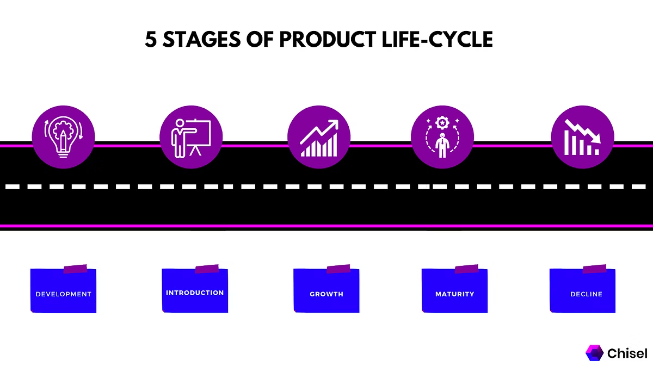 5 STAGES OF PRODUCT LIFE-CYCLE
DEVELOPMENT
INTRODUCTION
GROWTH
MATURITY
DECLINE
Chisel